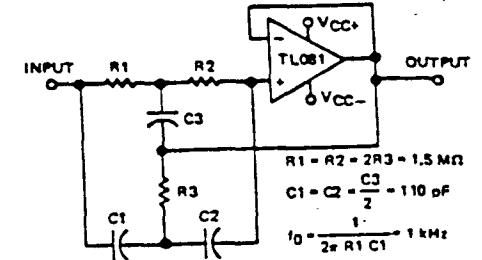 VCC+
INPUT
R1
R2
−
+
TL081
OUTPUT
VCC−
C3
R1 = R2 = 2R3 = 1.5 MΩ
R3
C1 = C2 = C3/2 = 110 pF
C1
C2
fO = 1/(2π R1 C1) = 1 kHz